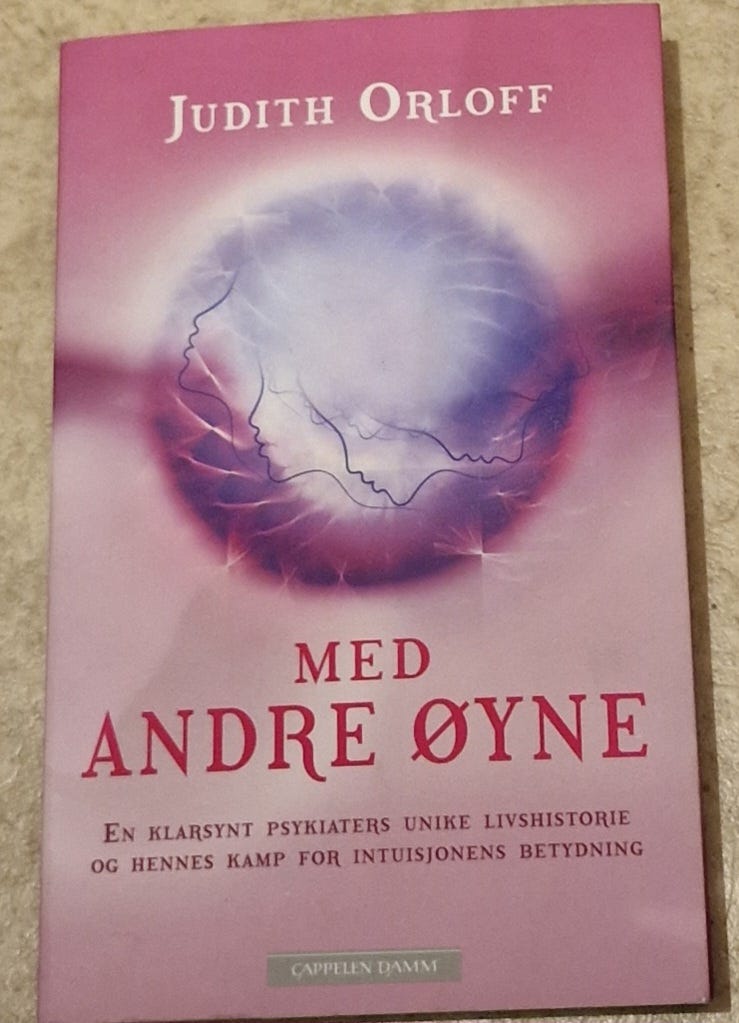 JUDITH ORLOFF
MED
ANDRE ØYNE
EN KLARSYNT PSYKIATERS UNIKE LIVSHISTORIE
OG HENNES KAMP FOR INTUISJONENS BETYDNING
CAPPELEN DAMM